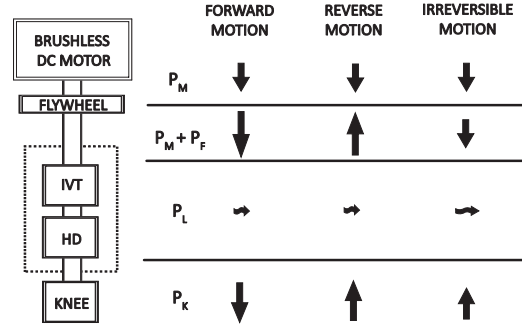 FORWARD MOTION
REVERSE MOTION
IRREVERSIBLE MOTION
BRUSHLESS
DC MOTOR
P_M
FLYWHEEL
P_M + P_F
IVT
P_L
HD
KNEE
P_K